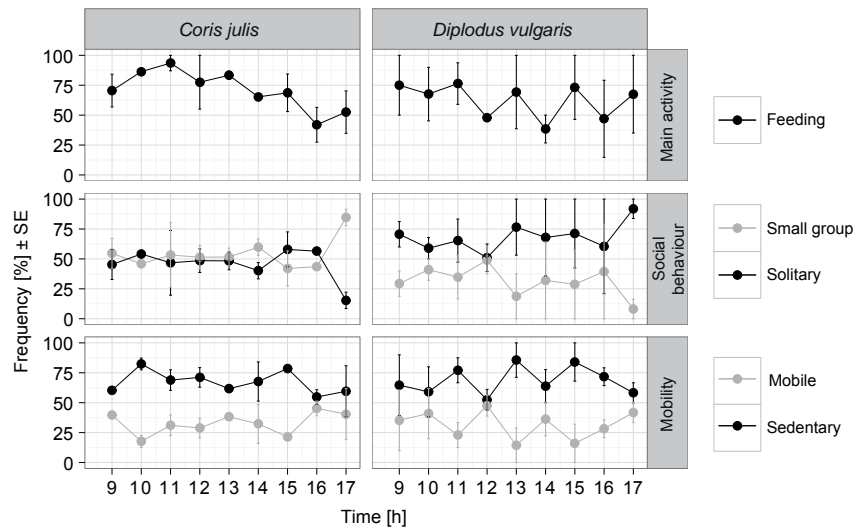 Coris julis Diplodus vulgaris
100
75
50
25
0
Main activity
Feeding
100
75
50
25
0
Social
behaviour
Small group
Solitary
100
75
50
25
0
Mobility
Mobile
Sedentary
Frequency [%] ± SE
9 10 11 12 13 14 15 16 17 9 10 11 12 13 14 15 16 17
Time [h]